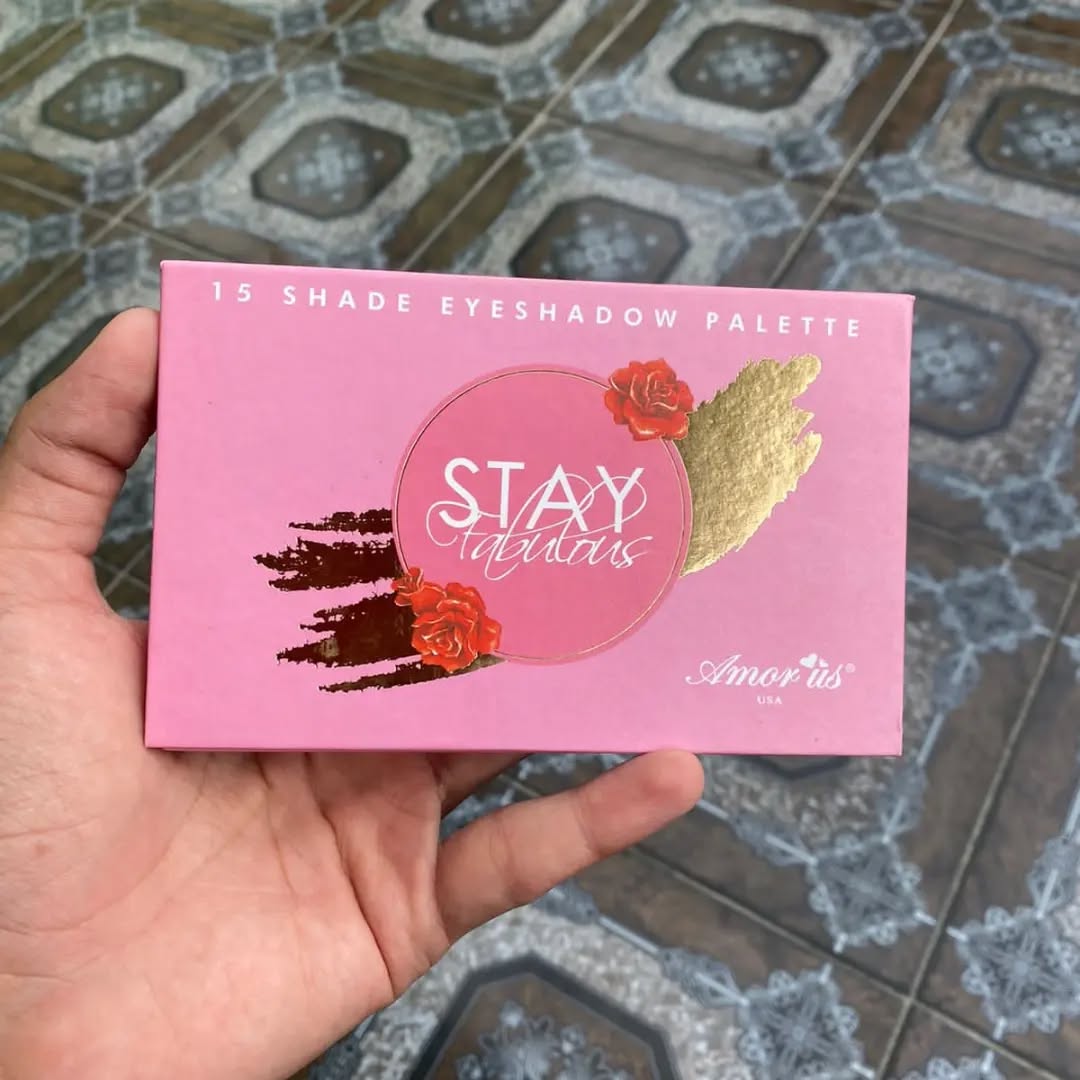 15 SHADE EYESHADOW PALETTE
STAY
fabulous
Amor us®
USA